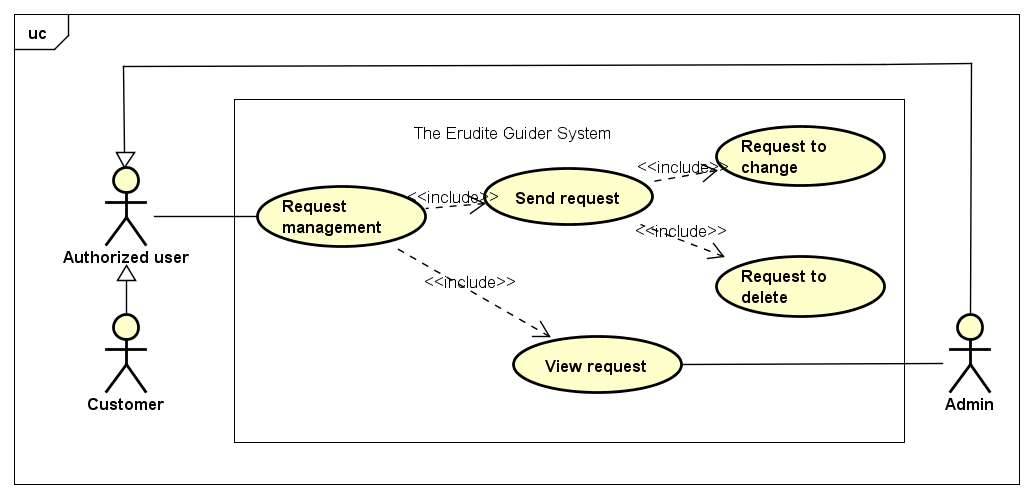 uc
The Erudite Guider System
Request to
change
<<include>>
<<include>>
Send request
Request
management
<<include>>
Authorized user
<<include>>
Request to
delete
View request
Customer
Admin